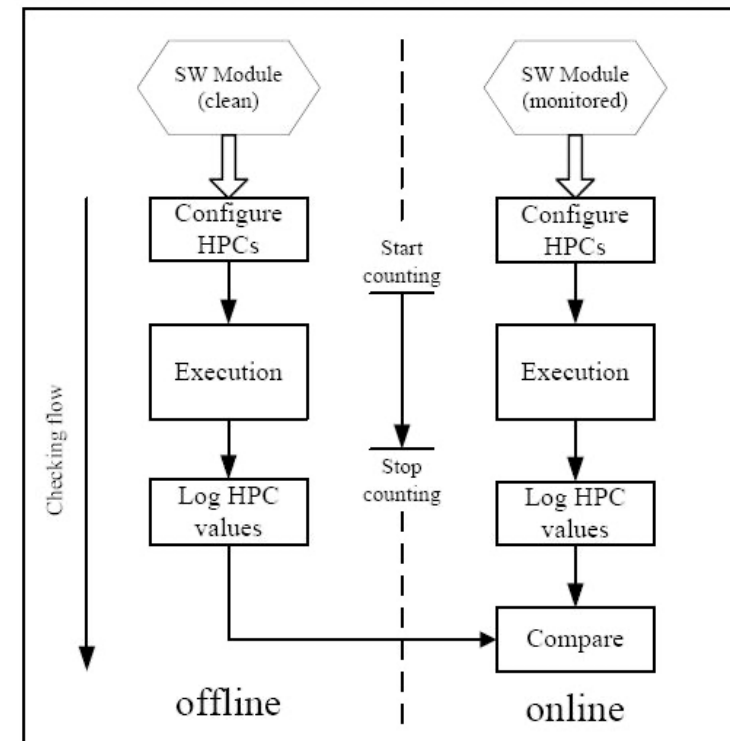 SW Module
(clean)
SW Module
(monitored)
Configure
HPCs
Configure
HPCs
Start
counting
Execution
Execution
Checking flow
Stop
counting
Log HPC
values
Log HPC
values
Compare
offline
online